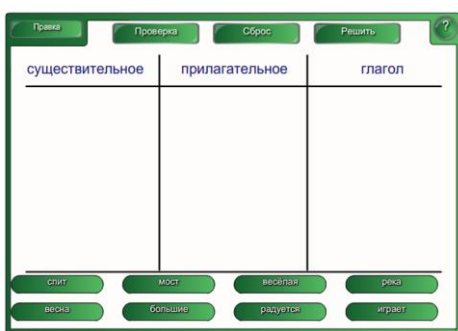 Правка Проверка Сброс Решить ?
существительное прилагательное глагол
спит мост весёлая река
весна большие радуется играет